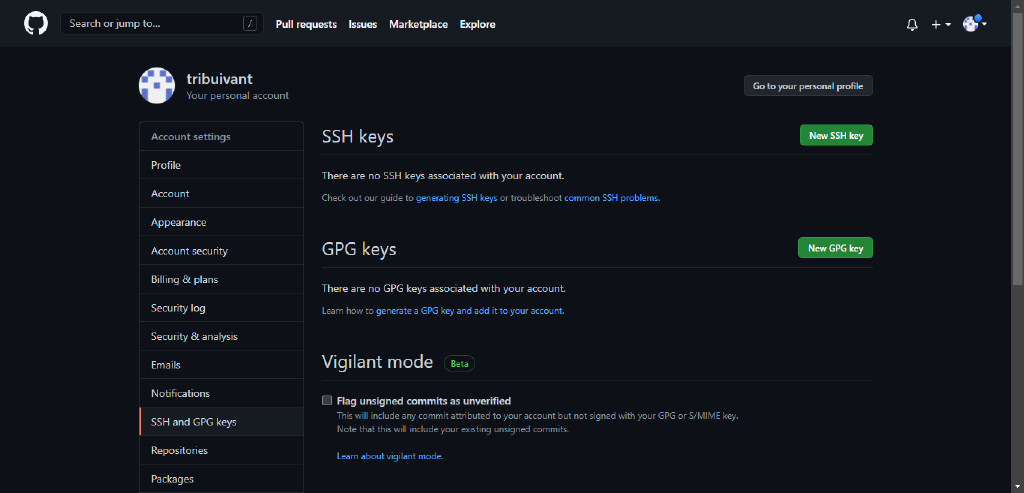 Search or jump to...
/
Pull requests
Issues
Marketplace
Explore
tribuivant
Your personal account
Go to your personal profile
Account settings
Profile
Account
Appearance
Account security
Billing & plans
Security log
Security & analysis
Emails
Notifications
SSH and GPG keys
Repositories
Packages
SSH keys
New SSH key
There are no SSH keys associated with your account.
Check out our guide to generating SSH keys or troubleshoot common SSH problems.
GPG keys
New GPG key
There are no GPG keys associated with your account.
Learn how to generate a GPG key and add it to your account.
Vigilant mode
Beta
Flag unsigned commits as unverified
This will include any commit attributed to your account but not signed with your GPG or S/MIME key.
Note that this will include your existing unsigned commits.
Learn about vigilant mode.